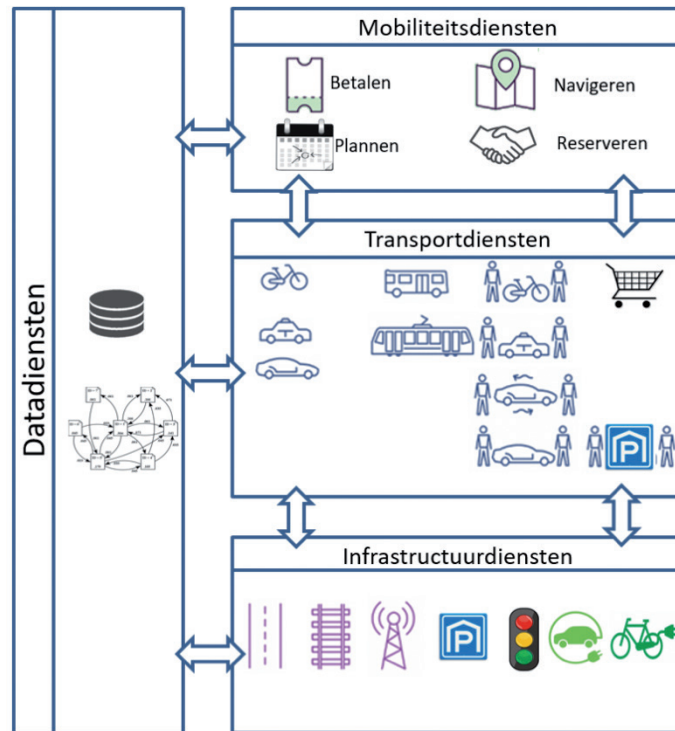 Mobiliteitsdiensten
Betalen
Navigeren
Plannen
Reserveren
Transportdiensten
P
Infrastructuurdiensten
P
Datadiensten